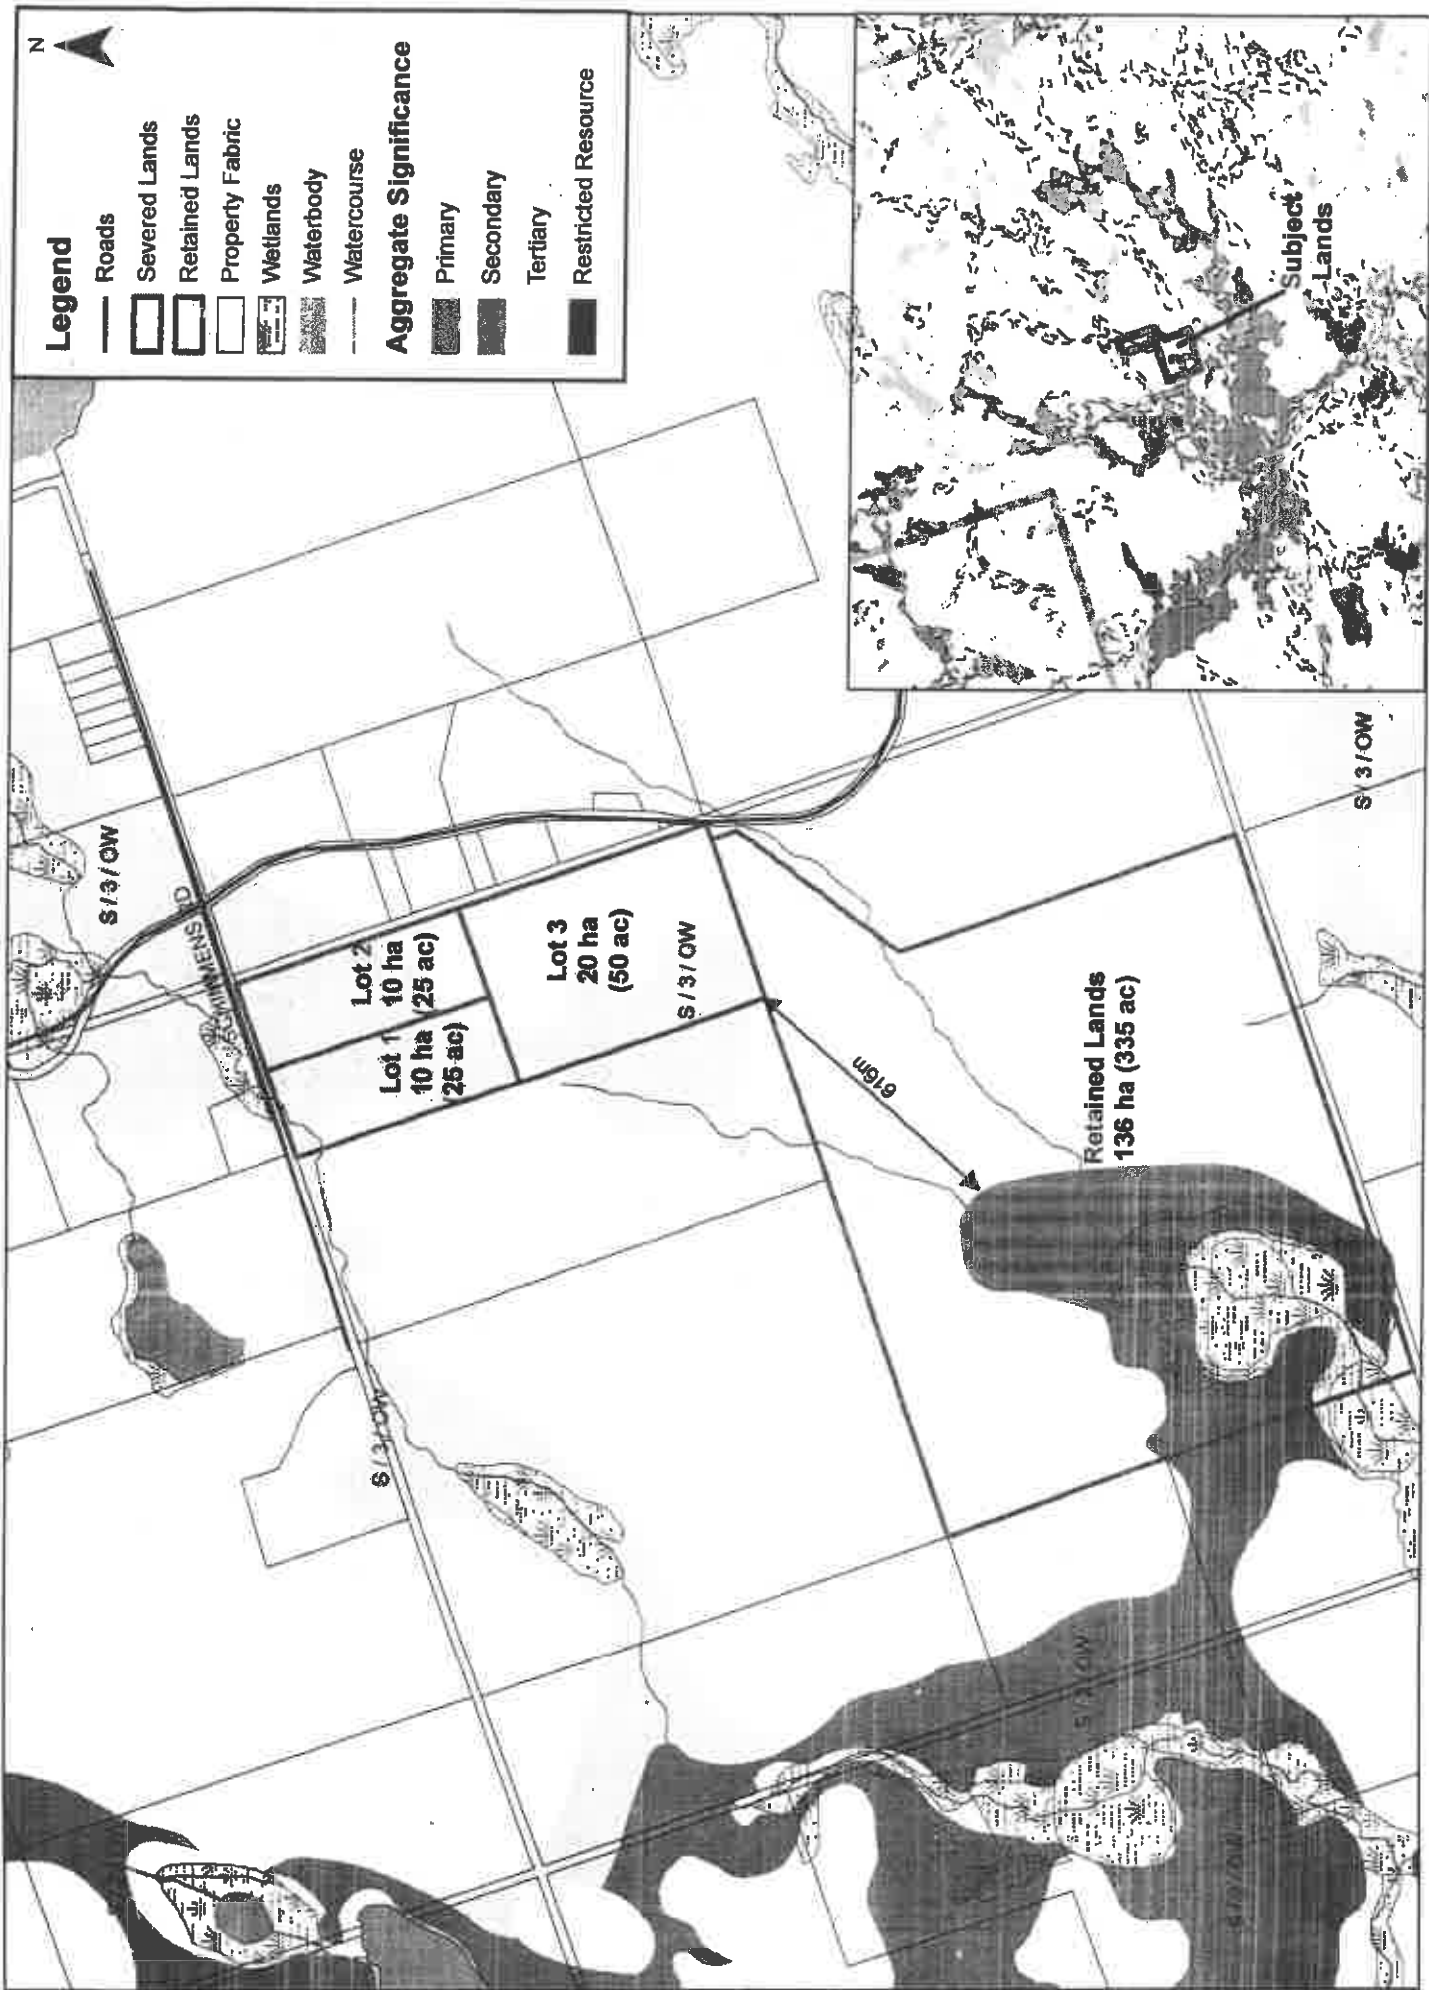 N
Legend
Roads
Severed Lands
Retained Lands
Property Fabric
Wetlands
Waterbody
Watercourse
Aggregate Significance
Primary
Secondary
Tertiary
Restricted Resource
S / 3 / OW
Lot 2
10 ha
(25 ac)
Lot 1
10 ha
25 ac)
Lot 3
20 ha
(50 ac)
S / 3 / OW
616m
Retained Lands
136 ha (335 ac)
S / 3 / OW
S / 3 / OW
Subject
Lands